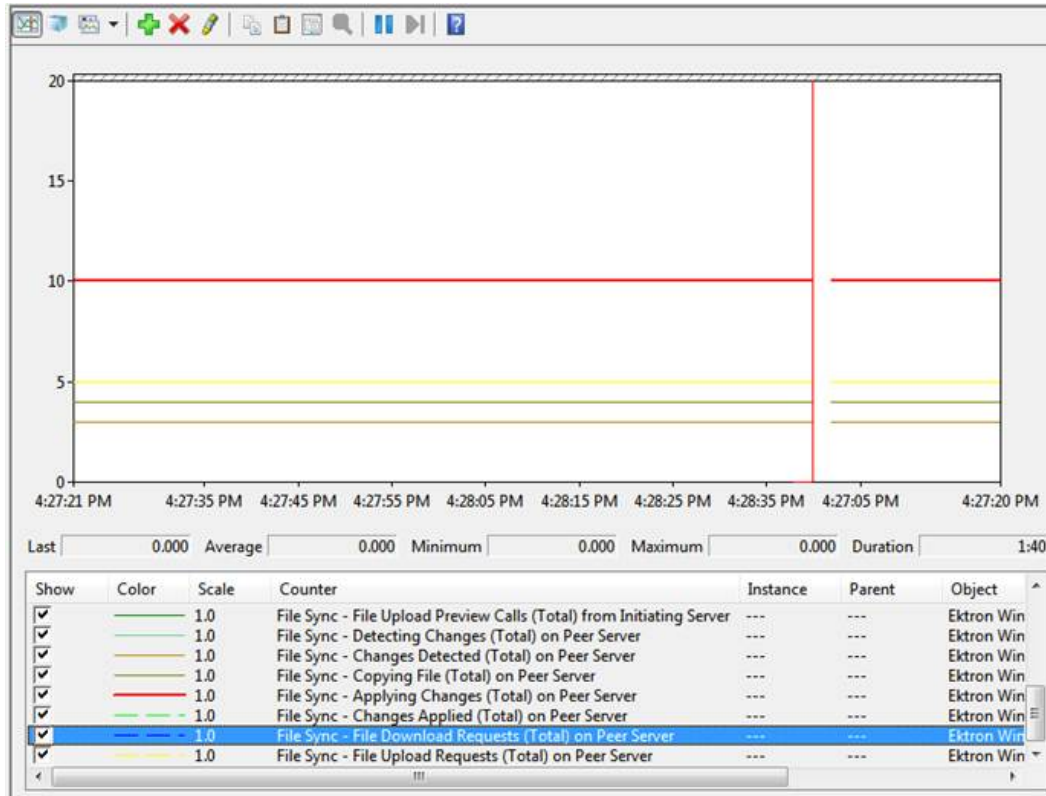 20
15
10
5
0
4:27:21 PM 4:27:35 PM 4:27:45 PM 4:27:55 PM 4:28:05 PM 4:28:15 PM 4:28:25 PM 4:28:35 PM 4:27:05 PM 4:27:20 PM
Last 0.000 Average 0.000 Minimum 0.000 Maximum 0.000 Duration 1:40
Show Color Scale Counter Instance Parent Object
1.0 File Sync - File Upload Preview Calls (Total) from Initiating Server --- --- Ektron Win
1.0 File Sync - Detecting Changes (Total) on Peer Server --- --- Ektron Win
1.0 File Sync - Changes Detected (Total) on Peer Server --- --- Ektron Win
1.0 File Sync - Copying File (Total) on Peer Server --- --- Ektron Win
1.0 File Sync - Applying Changes (Total) on Peer Server --- --- Ektron Win
1.0 File Sync - Changes Applied (Total) on Peer Server --- --- Ektron Win
1.0 File Sync - File Download Requests (Total) on Peer Server --- --- Ektron Win
1.0 File Sync - File Upload Requests (Total) on Peer Server --- --- Ektron Win